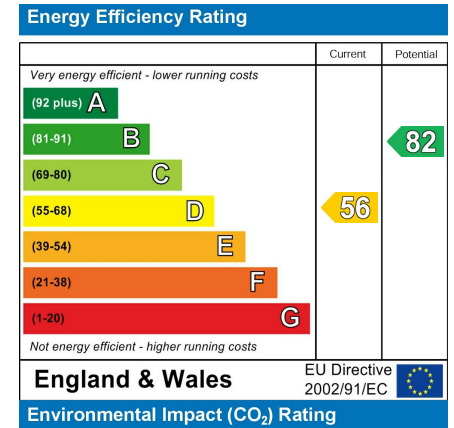 Energy Efficiency Rating
Current Potential
Very energy efficient - lower running costs
(92 plus) A
(81-91) B
82
(69-80) C
(55-68) D
56
(39-54) E
(21-38) F
(1-20) G
Not energy efficient - higher running costs
England & Wales
EU Directive
2002/91/EC
Environmental Impact (CO₂) Rating